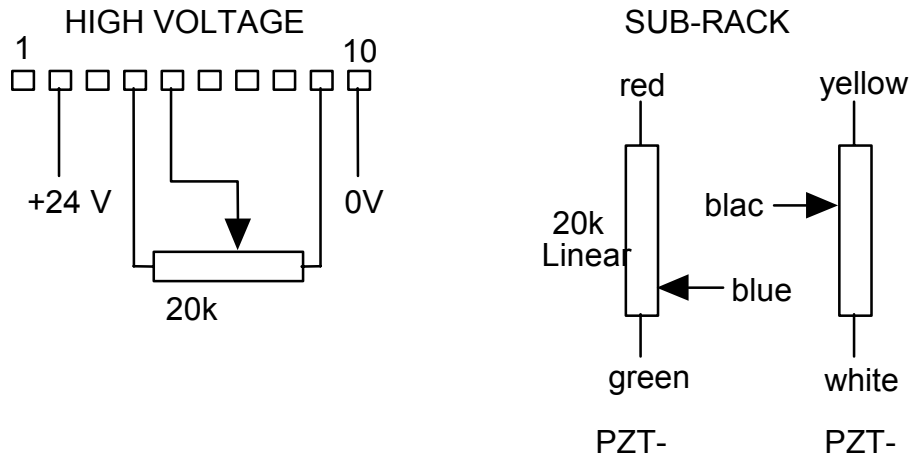 HIGH VOLTAGE
1 10
+24 V 0V
20k
SUB-RACK
red yellow
blac
20k
Linear
blue
green white
PZT- PZT-